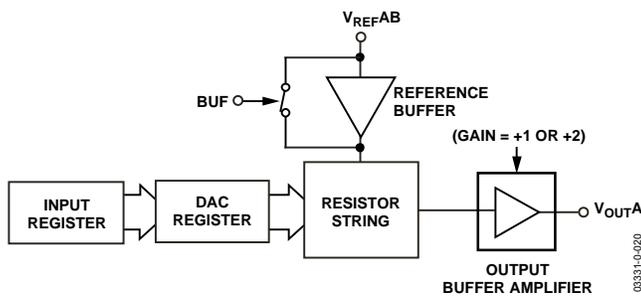 VREFAB
BUF
REFERENCE
BUFFER
(GAIN = +1 OR +2)
INPUT
REGISTER
DAC
REGISTER
RESISTOR
STRING
VOUTA
OUTPUT
BUFFER AMPLIFIER
03331-0-020